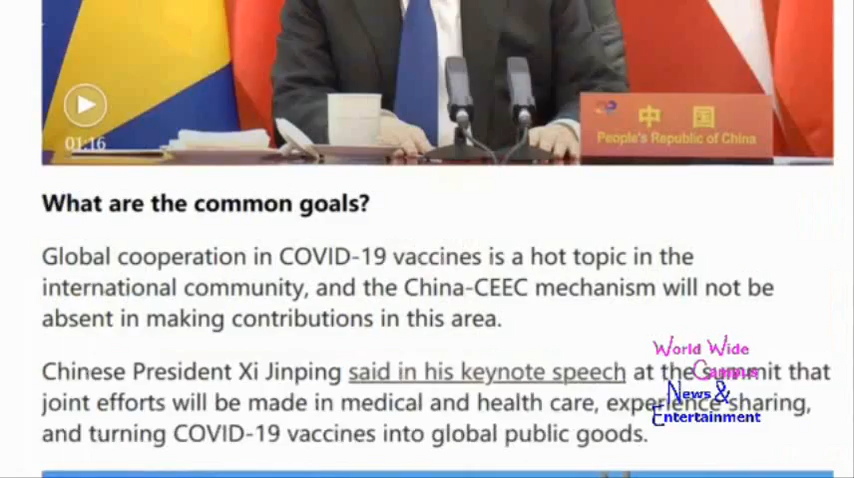 01:16
中 国
People's Republic of China
What are the common goals?
Global cooperation in COVID-19 vaccines is a hot topic in the
international community, and the China-CEEC mechanism will not be
absent in making contributions in this area.
Chinese President Xi Jinping said in his keynote speech at the summit that
joint efforts will be made in medical and health care, experience sharing,
and turning COVID-19 vaccines into global public goods.
World Wide
Campus
News &
Entertainment